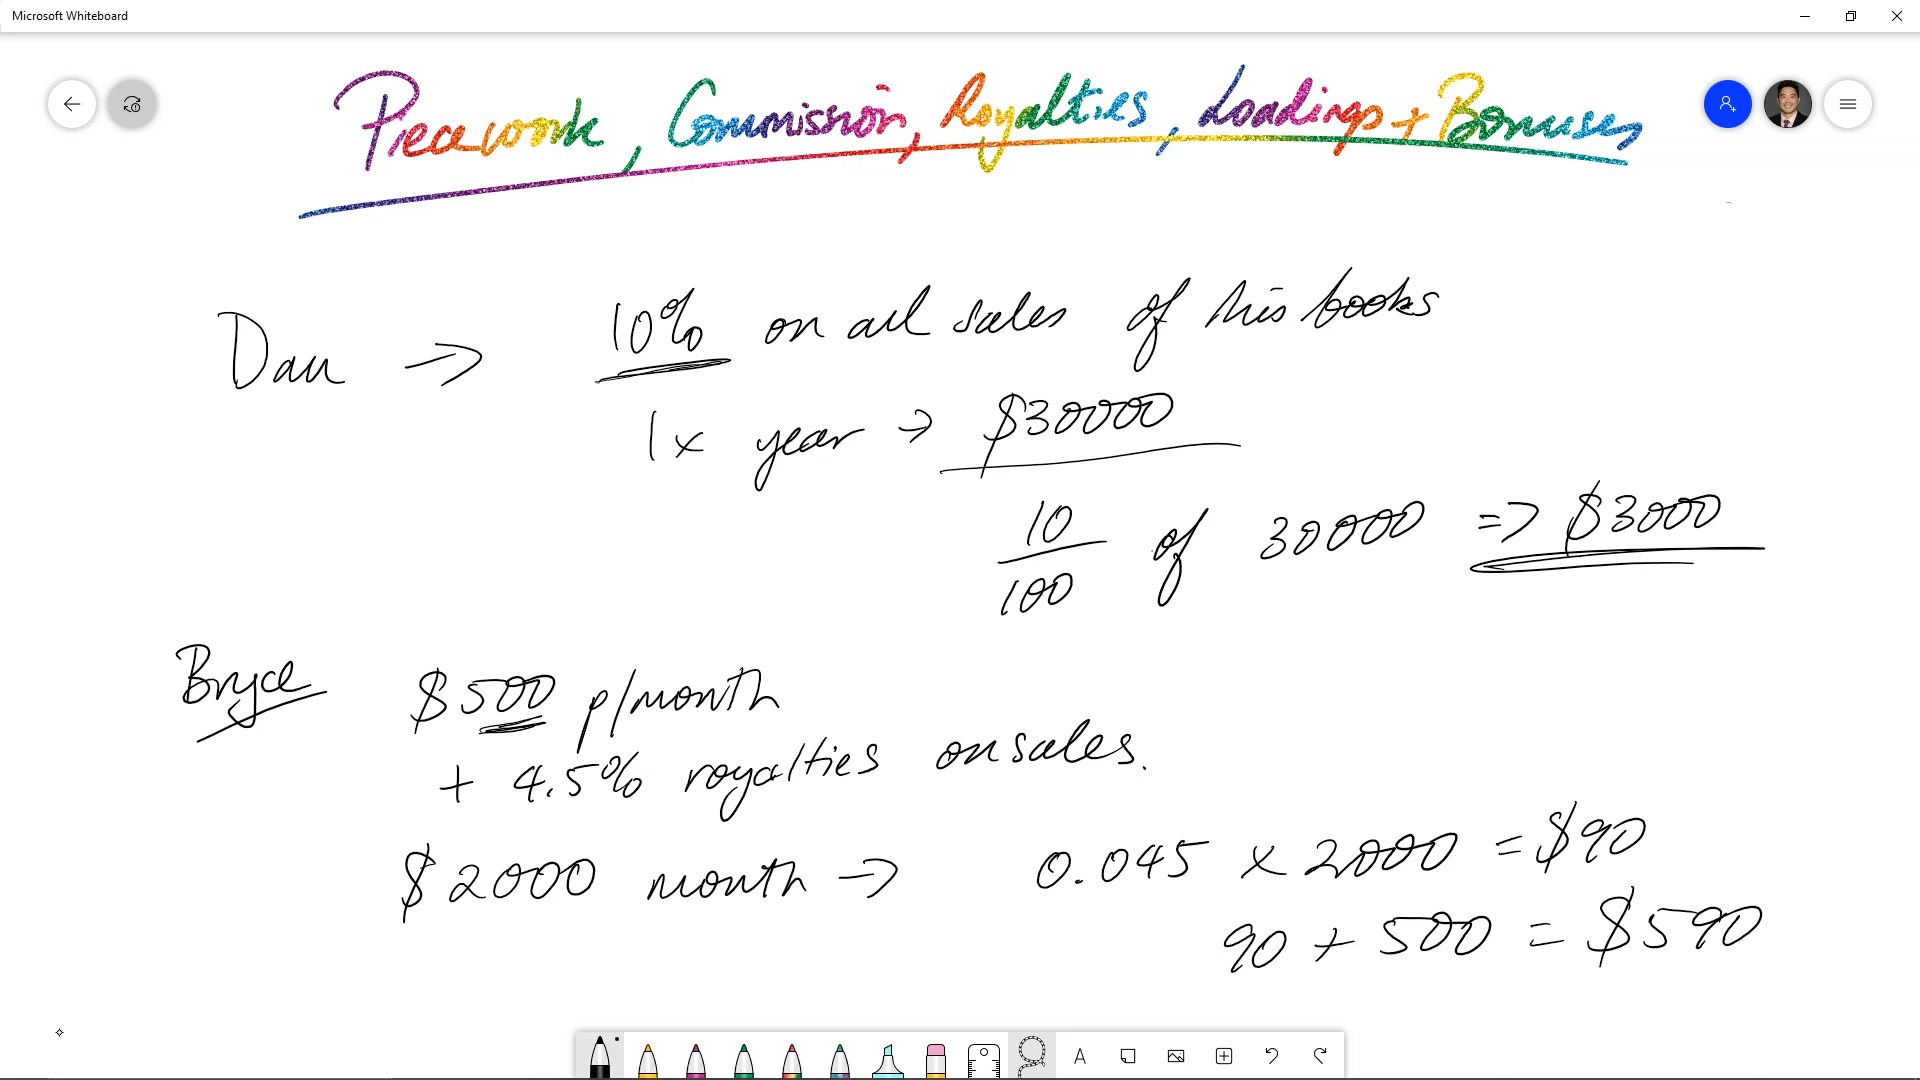 Microsoft Whiteboard
Piecework, Commission, Royalties, Loadings + Bonuses
Dan → 10% on all sales of his books
1x year → $30000
10/100 of 30000 => $3000
Bryce $500 p/month
+ 4.5% royalties on sales.
$2000 month → 0.045 x 2000 = $90
90 + 500 = $590
A